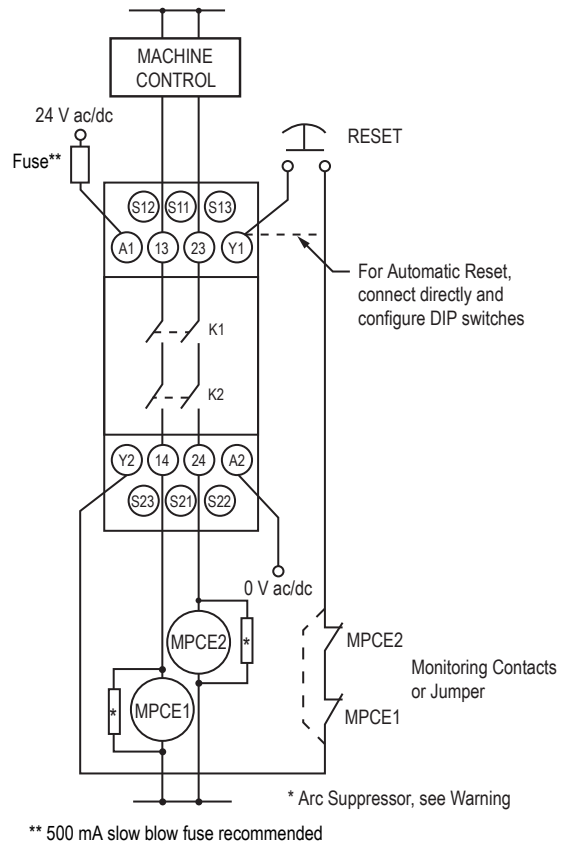 MACHINE
CONTROL
24 V ac/dc
Fuse**
RESET
S12 S11 S13
A1 13 23 Y1
For Automatic Reset,
connect directly and
configure DIP switches
K1
K2
Y2 14 24 A2
S23 S21 S22
0 V ac/dc
MPCE2
*
MPCE2
Monitoring Contacts
or Jumper
*
MPCE1
MPCE1
* Arc Suppressor, see Warning
** 500 mA slow blow fuse recommended